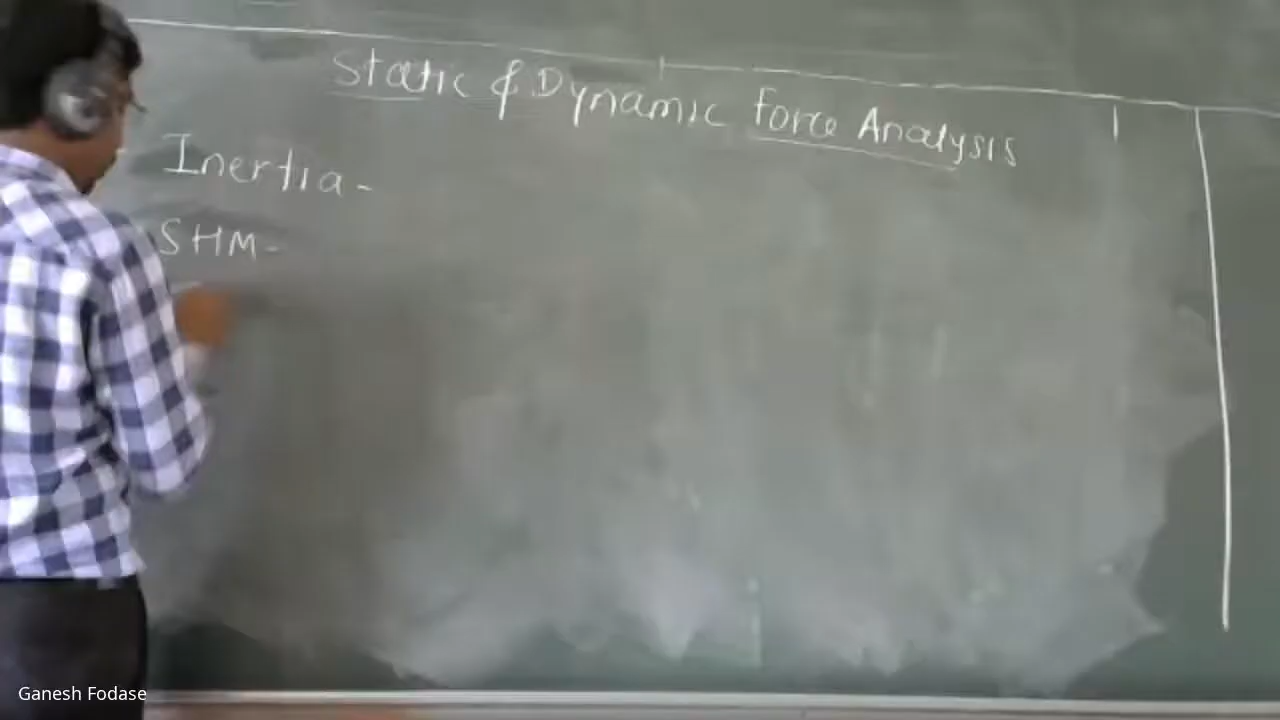 Static & Dynamic Force Analysis
Inertia -
SHM -
Ganesh Fodase